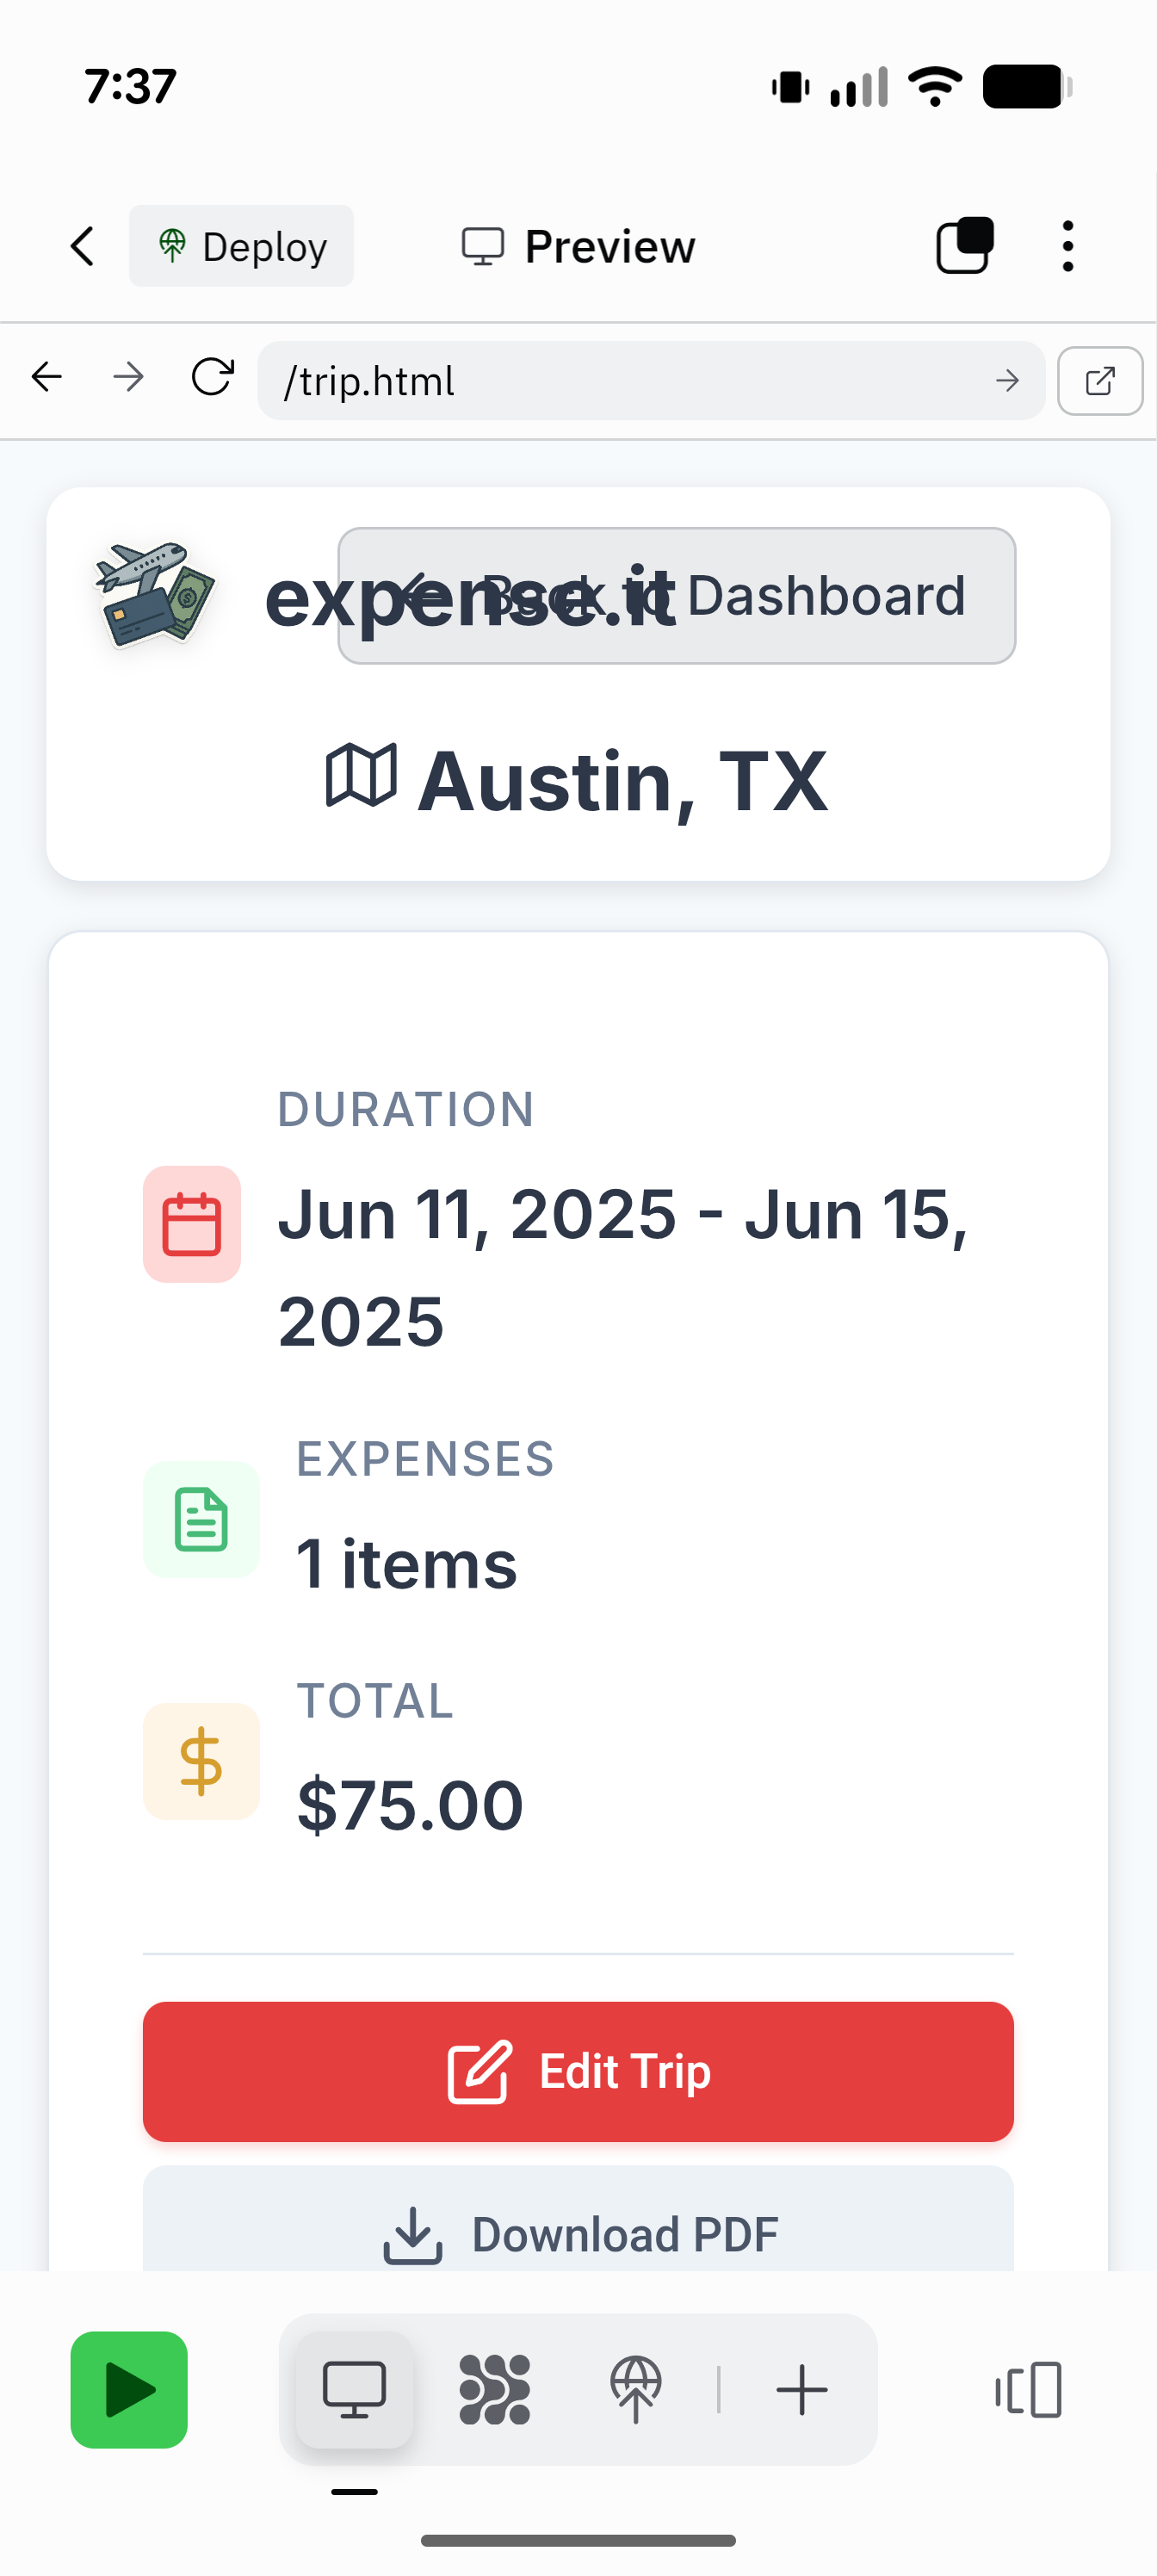 7:37
Deploy
Preview
/trip.html
expense.it
Back to Dashboard
Austin, TX
DURATION
Jun 11, 2025 - Jun 15,
2025
EXPENSES
1 items
TOTAL
$75.00
Edit Trip
Download PDF